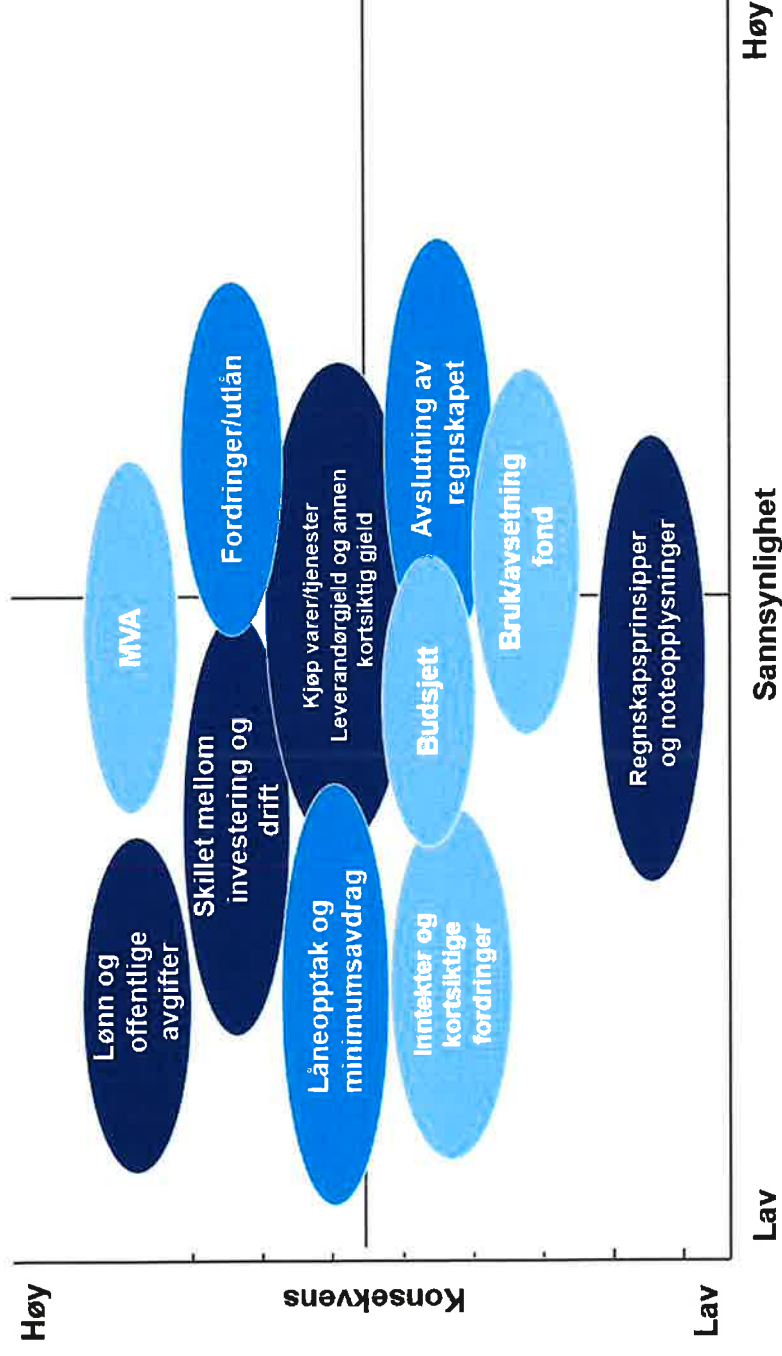 Høy
Konsekvens
Lav
Lønn og
offentlige
avgifter
MVA
Skillet mellom
investering og
drift
Fordringer/utlån
Låneopptak og
minimumsavdrag
Kjøp varer/tjenester
Leverandørgjeld og annen
kortsiktig gjeld
Inntekter og
kortsiktige
fordringer
Budsjett
Avslutning av
regnskapet
Bruk/avsetning
fond
Regnskapsprinsipper
og noteopplysninger
Lav
Sannsynlighet
Høy